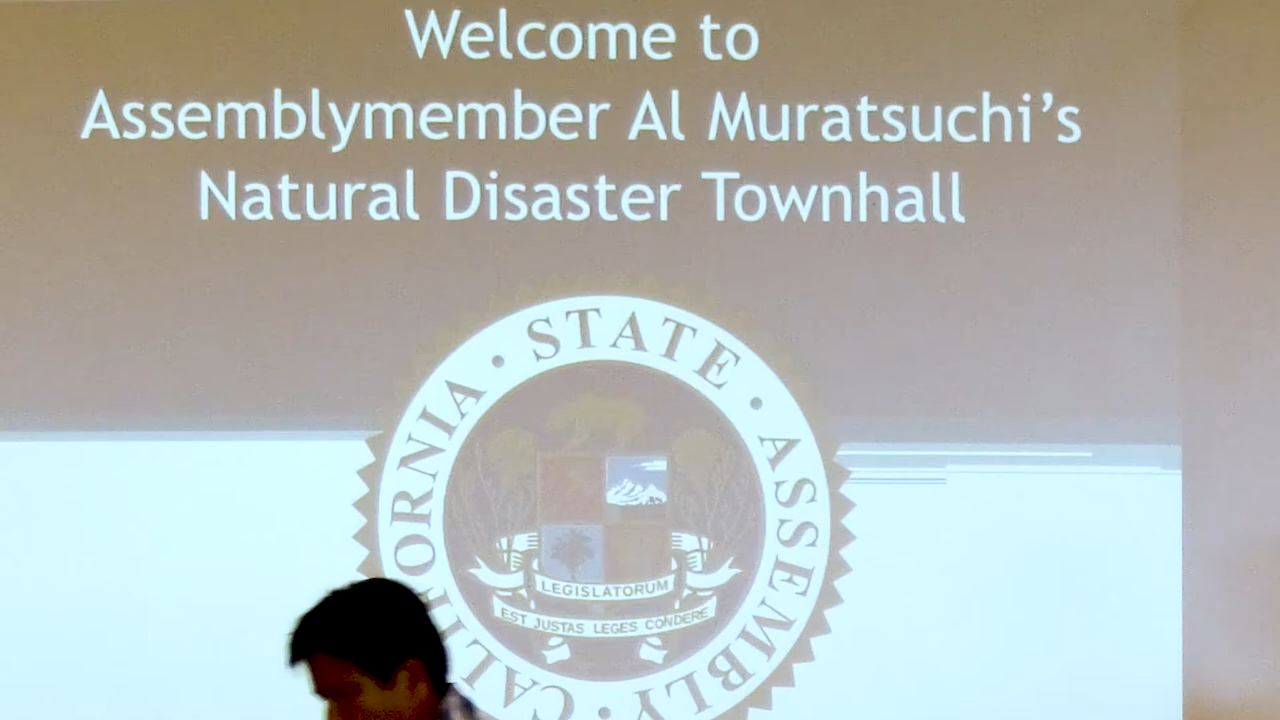 Welcome to
Assemblymember Al Muratsuchi’s
Natural Disaster Townhall
CALIFORNIA • STATE • ASSEMBLY •
LEGISLATORUM
EST JUSTAS LEGES CONDERE